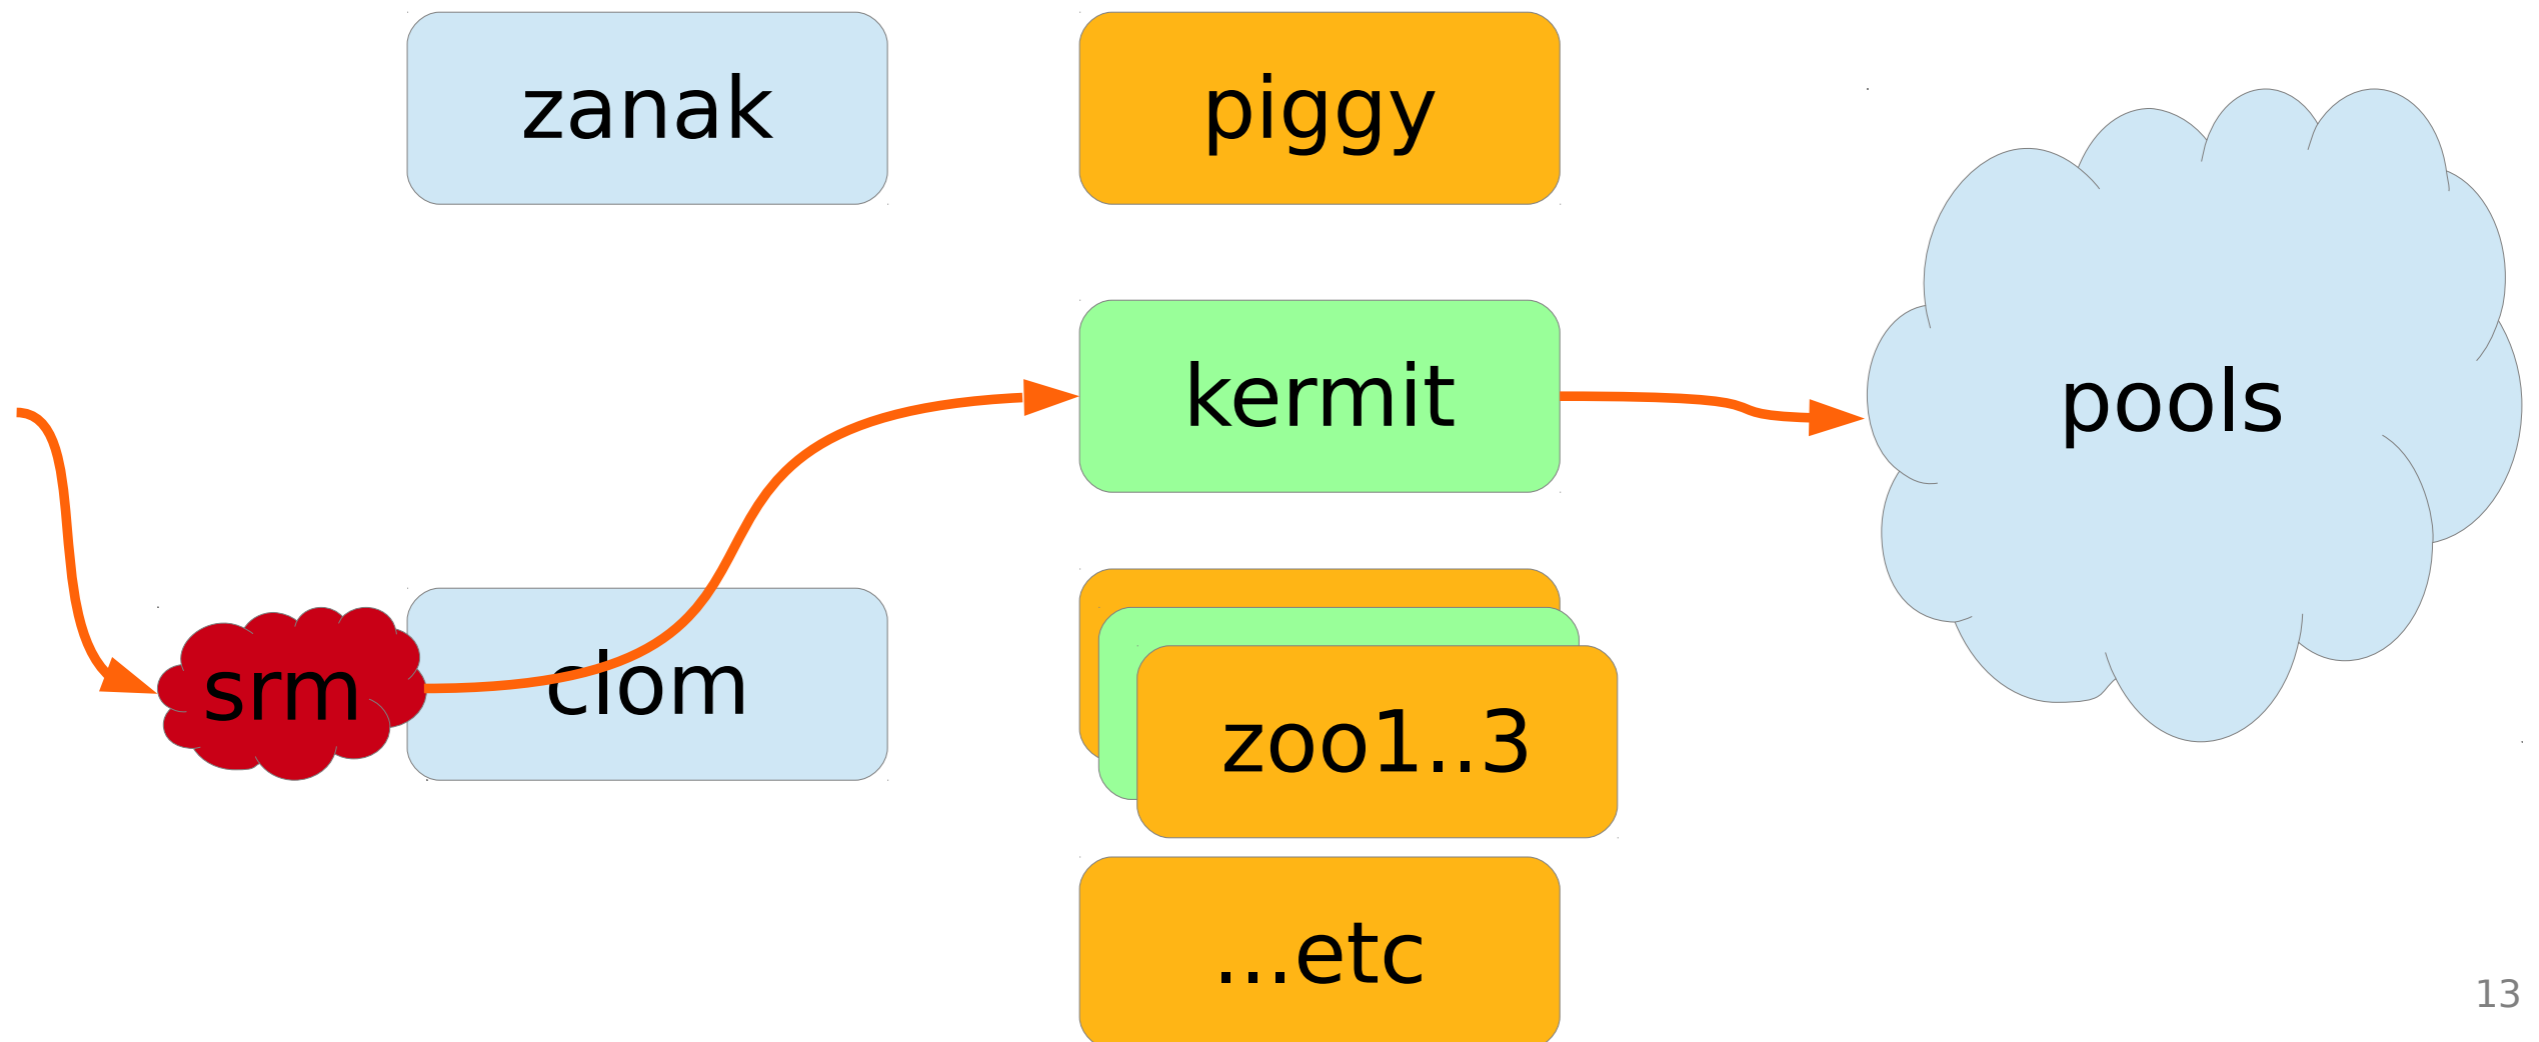 zanak
piggy
kermit
pools
srm
clom
zoo1..3
...etc
13